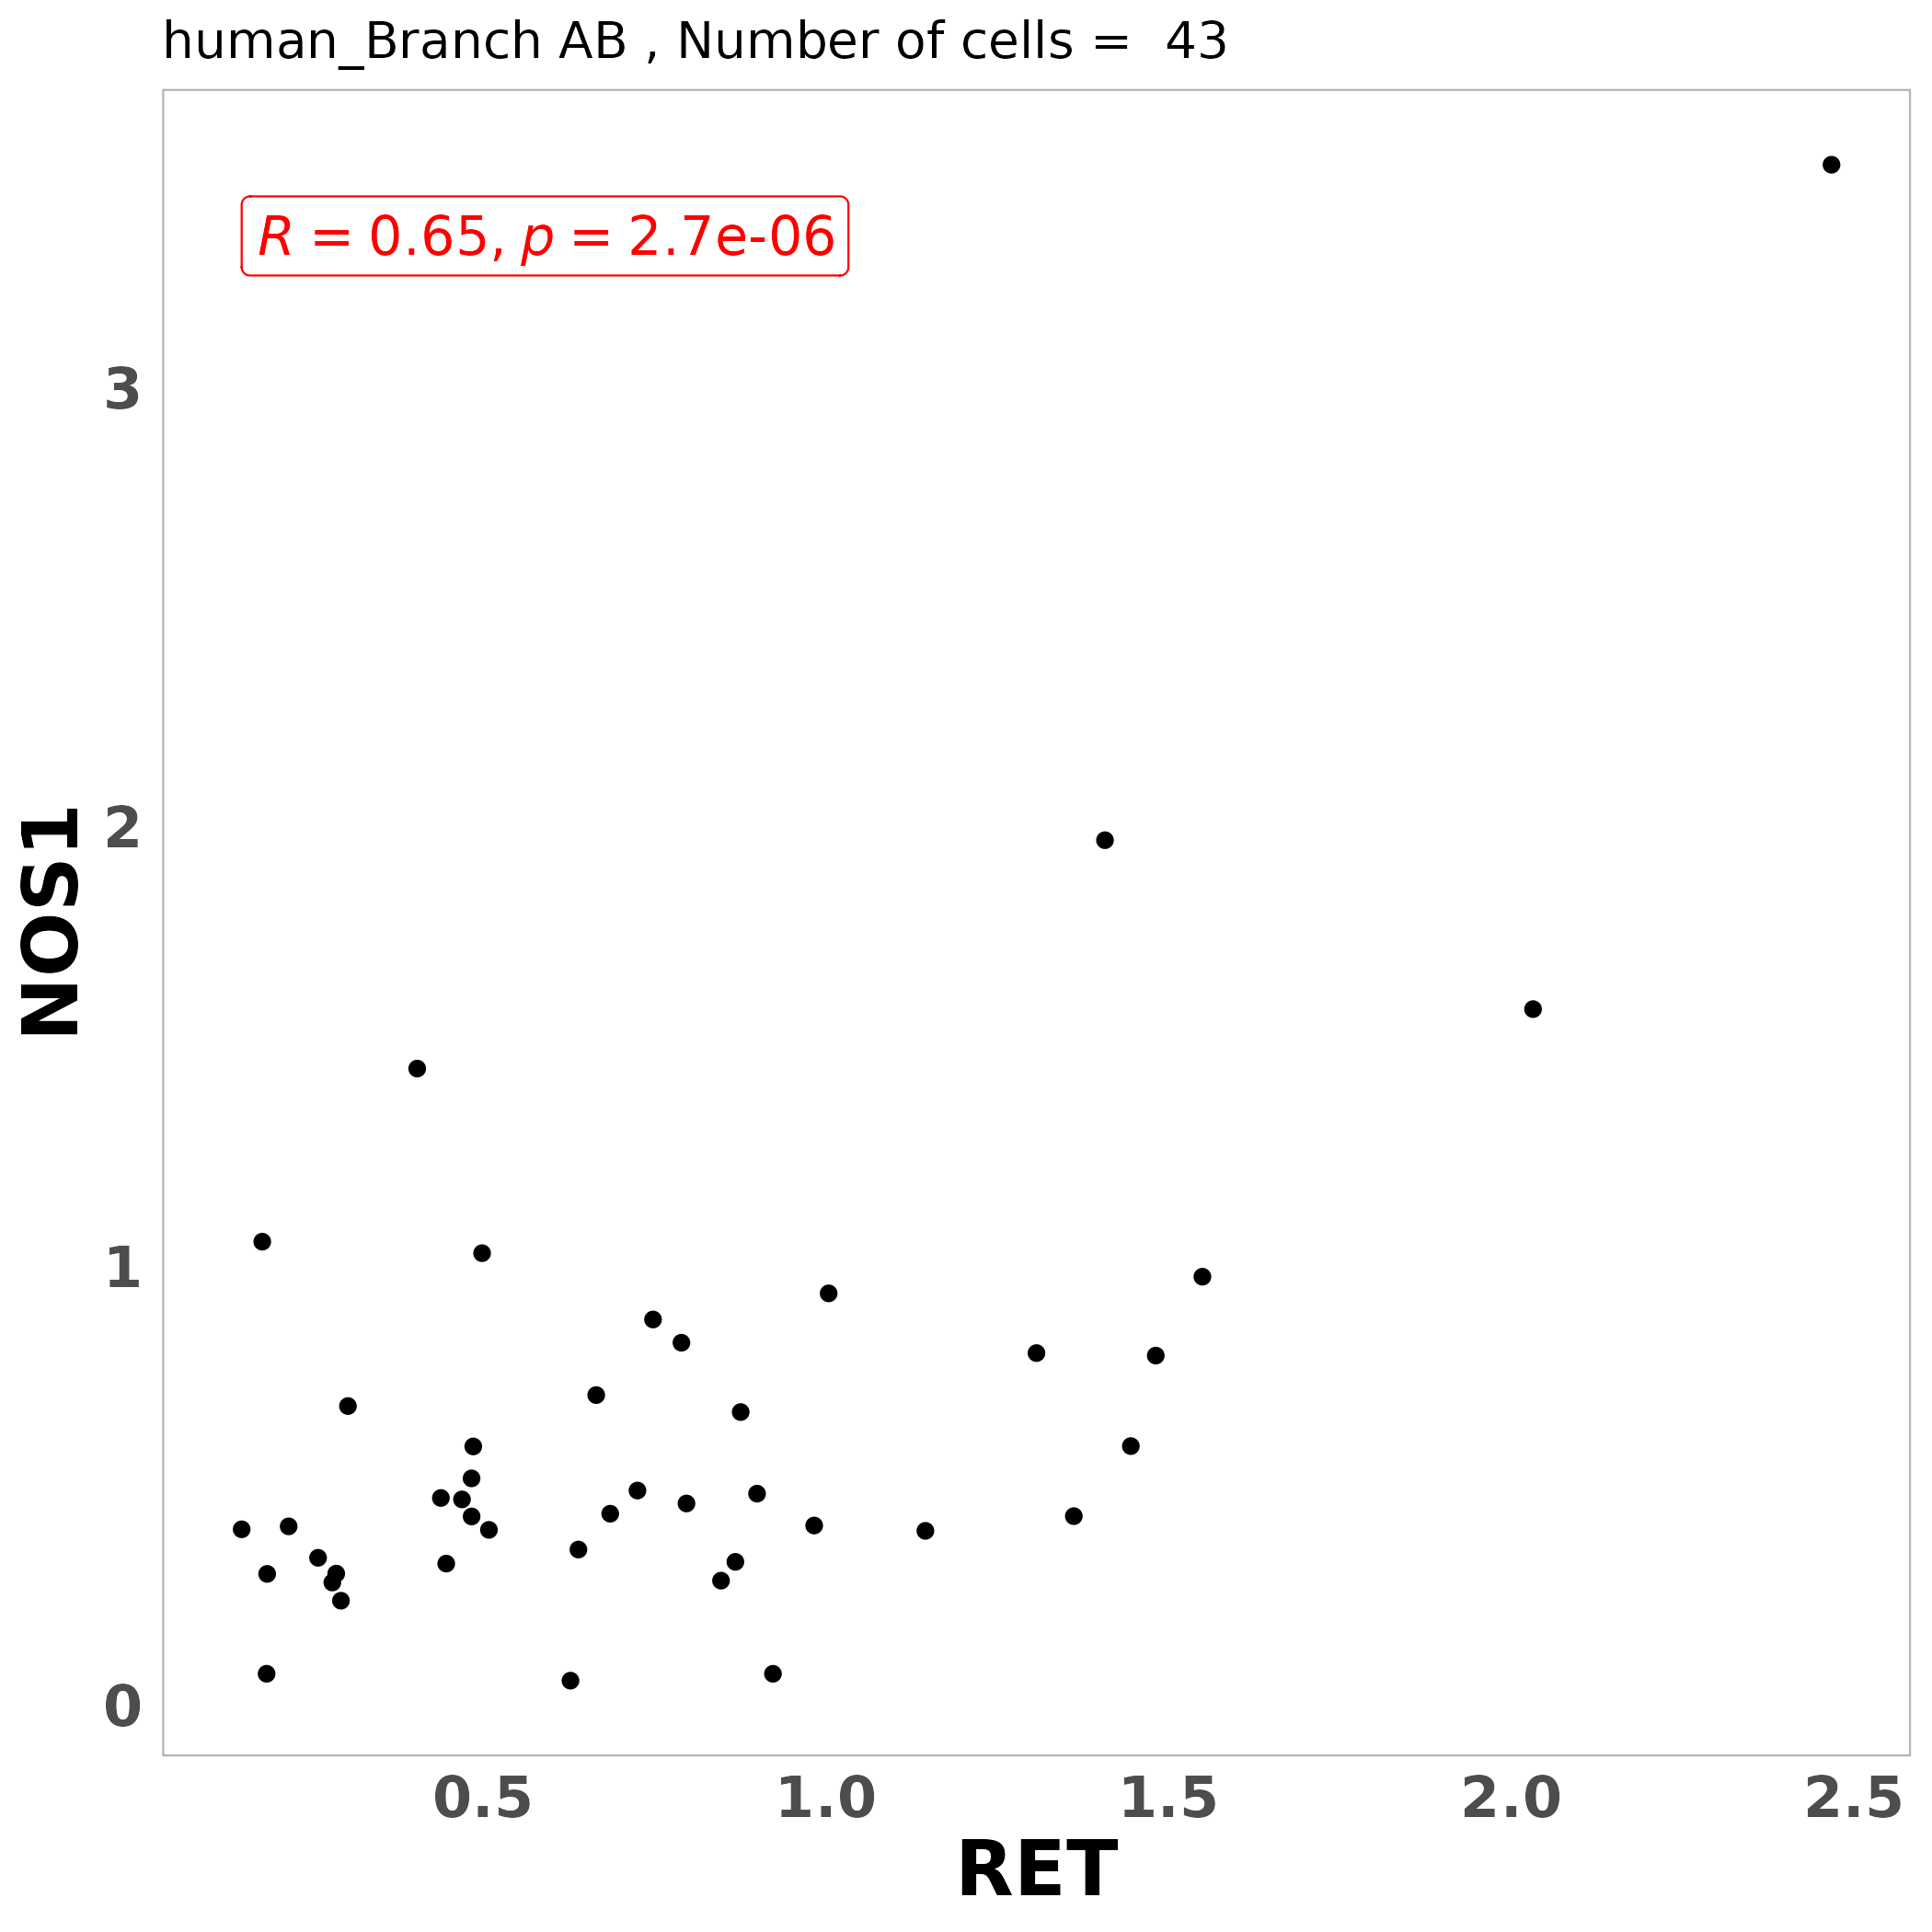 human_Branch AB , Number of cells =  43
R = 0.65, p = 2.7e-06
3
2
1
0
NOS1
0.5 1.0 1.5 2.0 2.5
RET